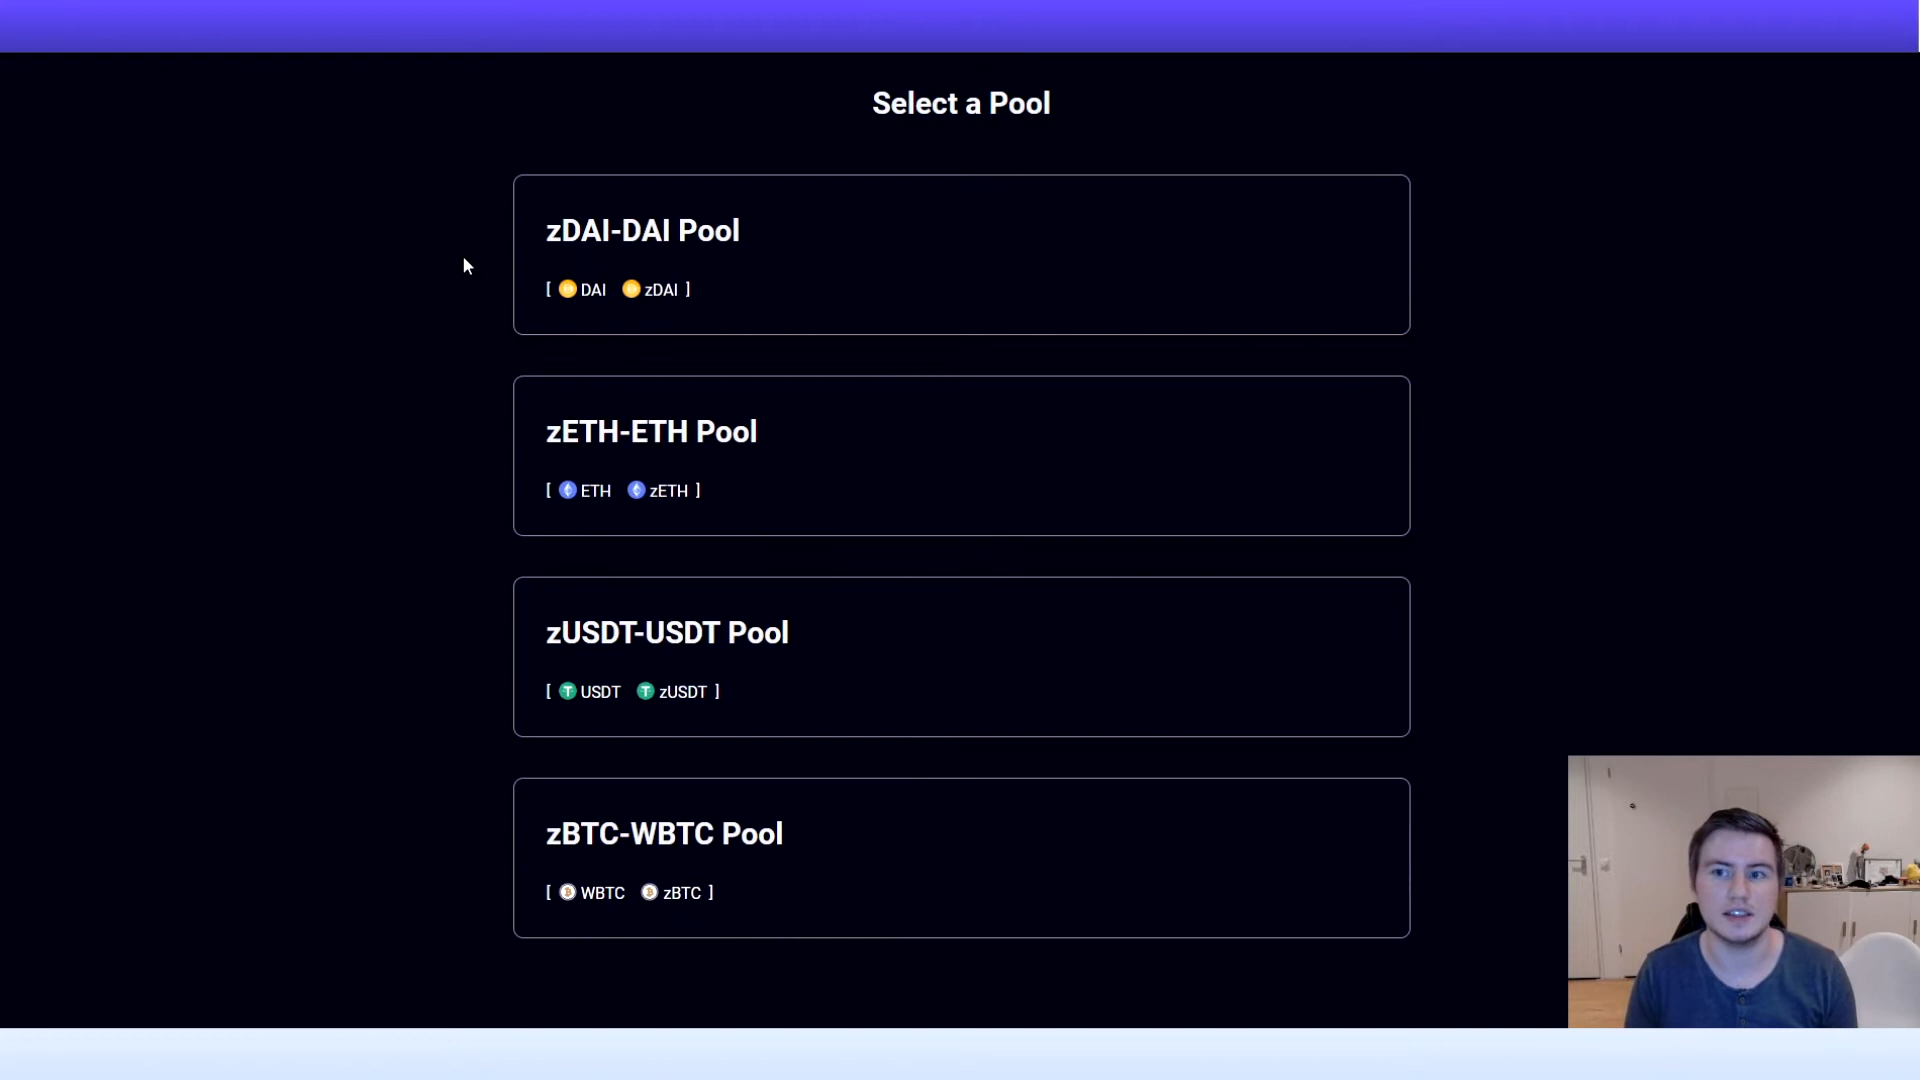 Select a Pool
zDAI-DAI Pool
[ DAI zDAI ]
zETH-ETH Pool
[ ETH zETH ]
zUSDT-USDT Pool
[ USDT zUSDT ]
zBTC-WBTC Pool
[ WBTC zBTC ]